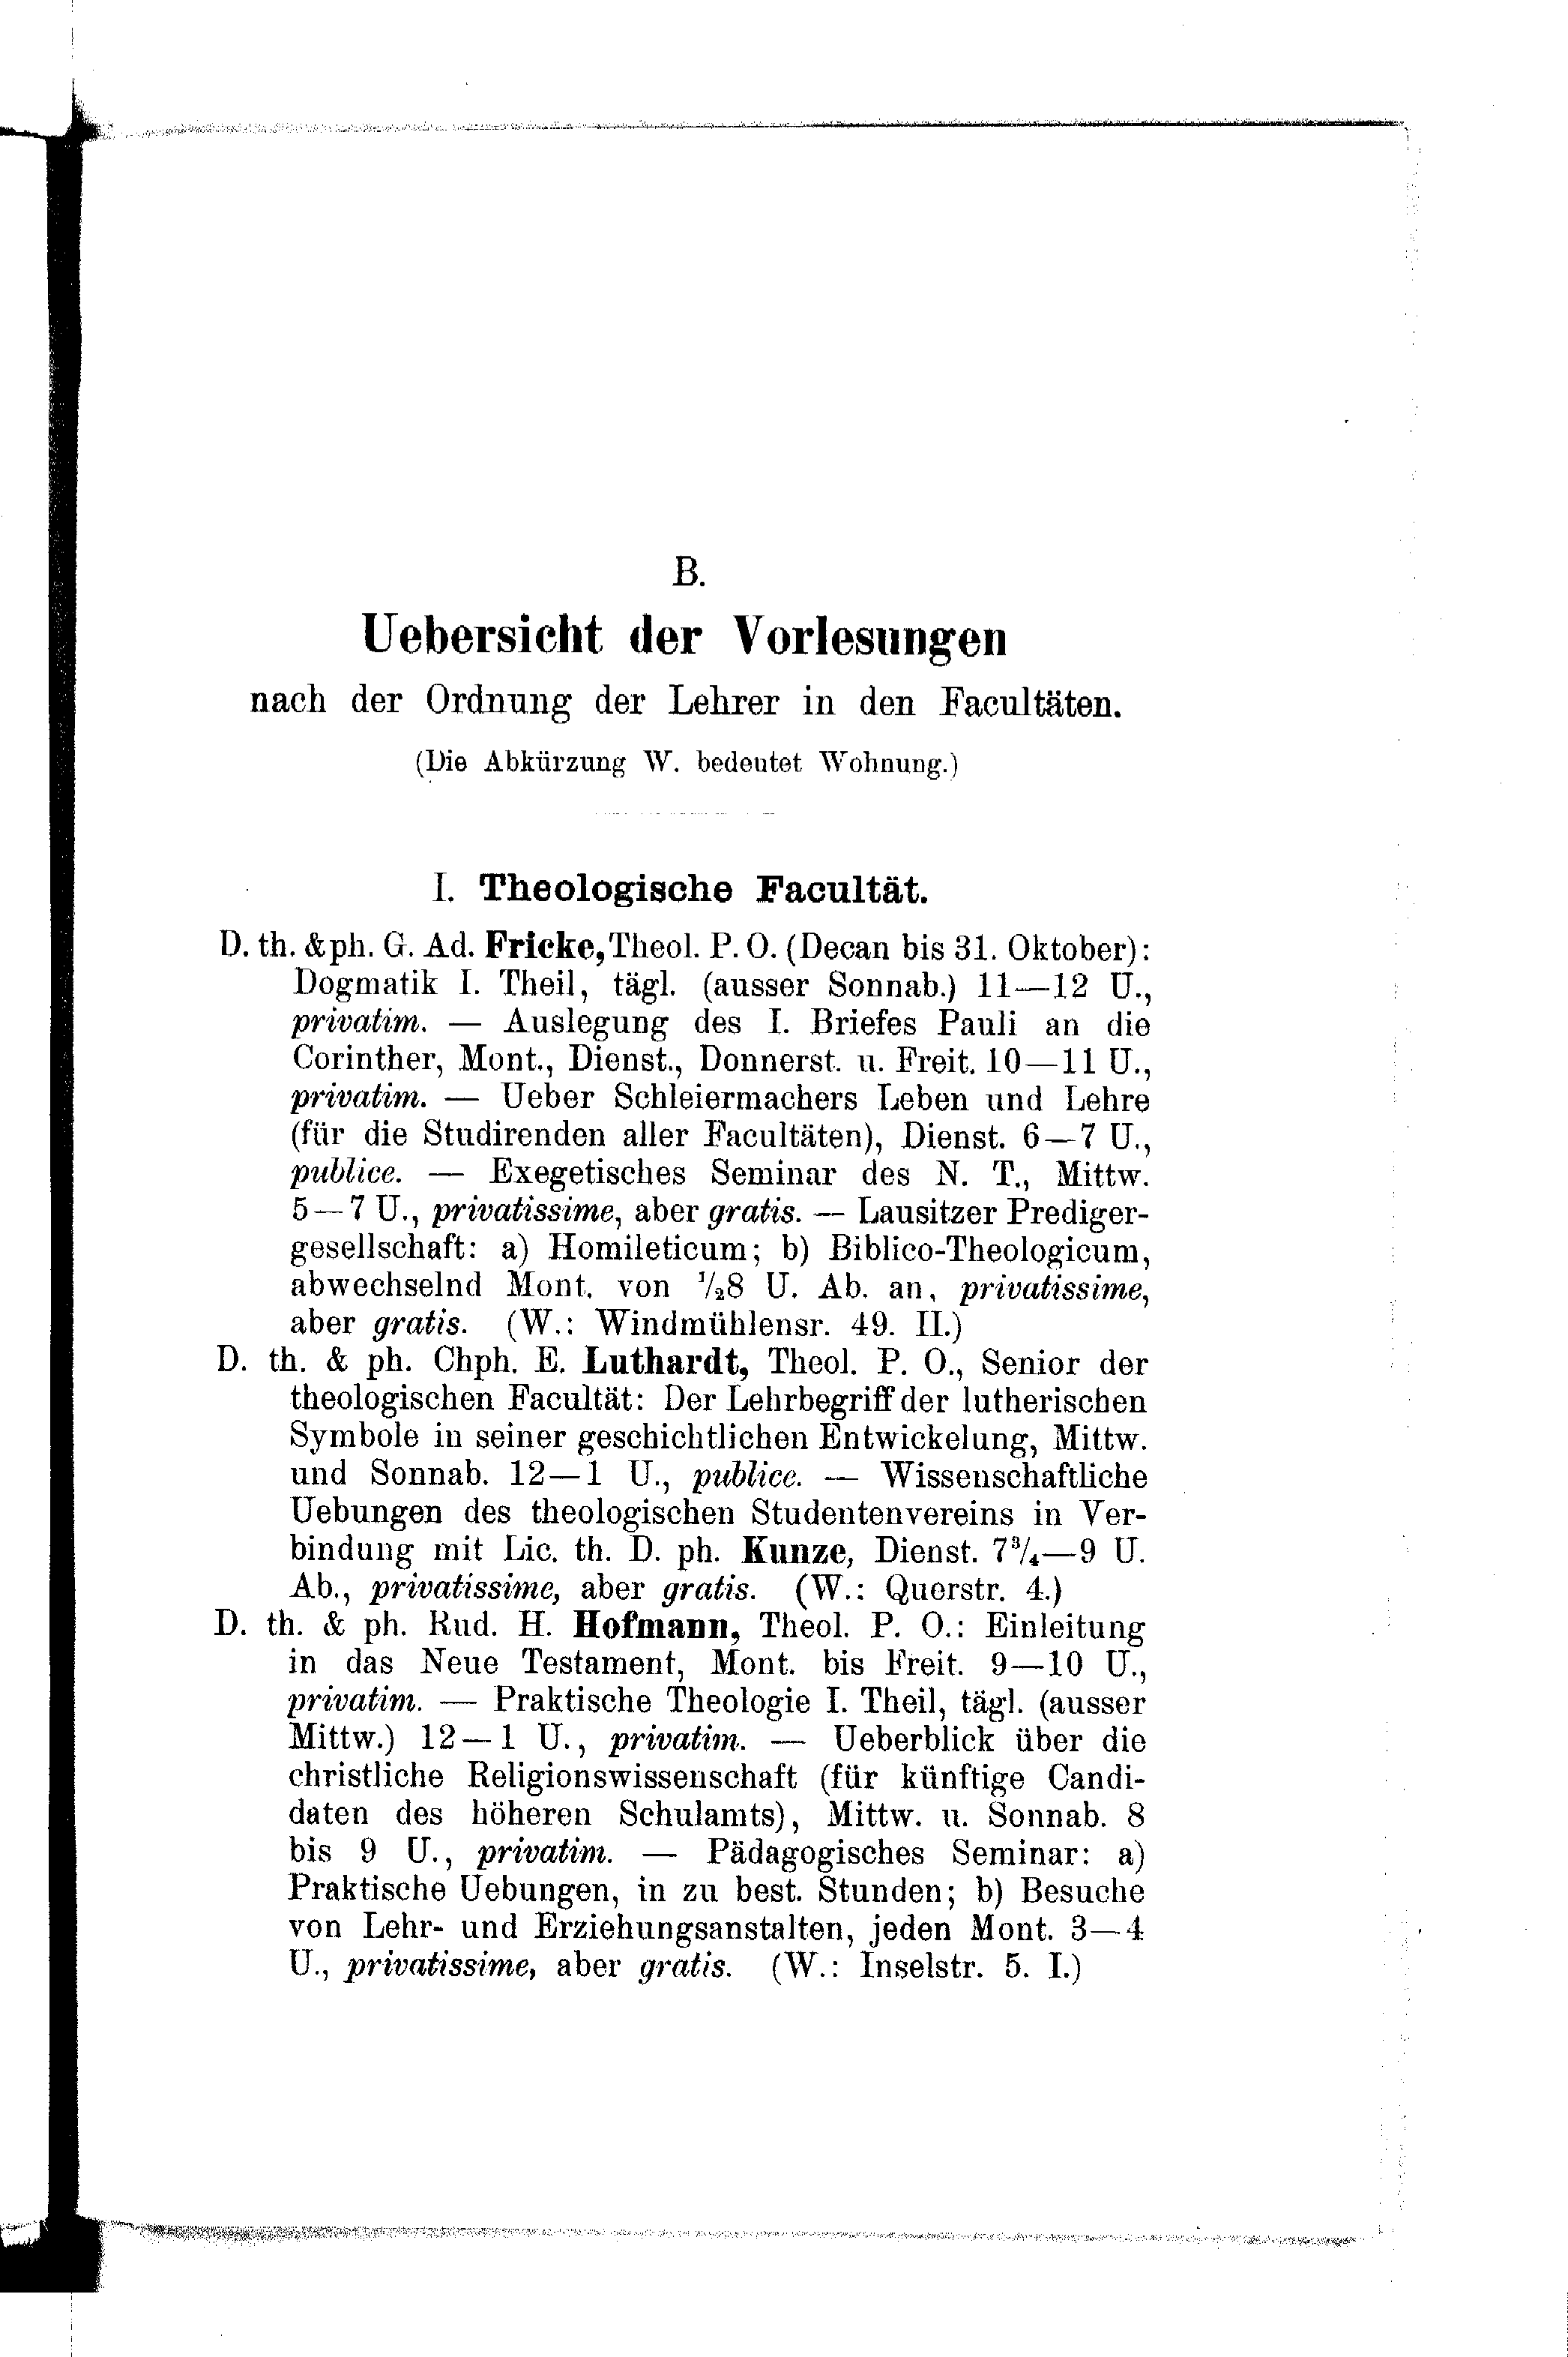 B.
Uebersicht der Vorlesungen
nach der Ordnung der Lehrer in den Facultäten.
(Die Abkürzung W. bedeutet Wohnung.)
I. Theologische Facultät.
D. th. & ph. G. Ad. Fricke, Theol. P. O. (Decan bis 31. Oktober):
Dogmatik I. Theil, tägl. (ausser Sonnab.) 11—12 U.,
privatim. — Auslegung des I. Briefes Pauli an die
Corinther, Mont., Dienst., Donnerst. u. Freit. 10—11 U.,
privatim. — Ueber Schleiermachers Leben und Lehre
(für die Studirenden aller Facultäten), Dienst. 6—7 U.,
publice. — Exegetisches Seminar des N. T., Mittw.
5—7 U., privatissime, aber gratis. — Lausitzer Prediger-
gesellschaft: a) Homileticum; b) Biblico-Theologicum,
abwechselnd Mont. von ½8 U. Ab. an, privatissime,
aber gratis. (W.: Windmühlensr. 49. II.)
D. th. & ph. Chph. E. Luthardt, Theol. P. O., Senior der
theologischen Facultät: Der Lehrbegriff der lutherischen
Symbole in seiner geschichtlichen Entwickelung, Mittw.
und Sonnab. 12—1 U., publice. — Wissenschaftliche
Uebungen des theologischen Studentenvereins in Ver-
bindung mit Lic. th. D. ph. Kunze, Dienst. 7¾—9 U.
Ab., privatissime, aber gratis. (W.: Querstr. 4.)
D. th. & ph. Rud. H. Hofmann, Theol. P. O.: Einleitung
in das Neue Testament, Mont. bis Freit. 9—10 U.,
privatim. — Praktische Theologie I. Theil, tägl. (ausser
Mittw.) 12—1 U., privatim. — Ueberblick über die
christliche Religionswissenschaft (für künftige Candi-
daten des höheren Schulamts), Mittw. u. Sonnab. 8
bis 9 U., privatim. — Pädagogisches Seminar: a)
Praktische Uebungen, in zu best. Stunden; b) Besuche
von Lehr- und Erziehungsanstalten, jeden Mont. 3—4
U., privatissime, aber gratis. (W.: Inselstr. 5. I.)